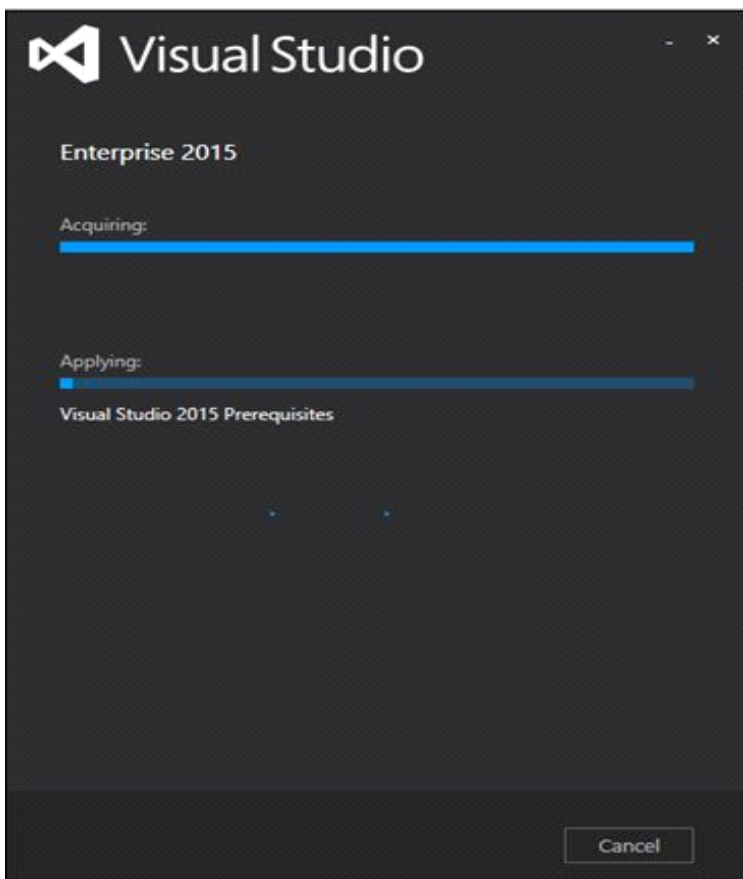 Visual Studio
Enterprise 2015
Acquiring:
Applying:
Visual Studio 2015 Prerequisites
Cancel